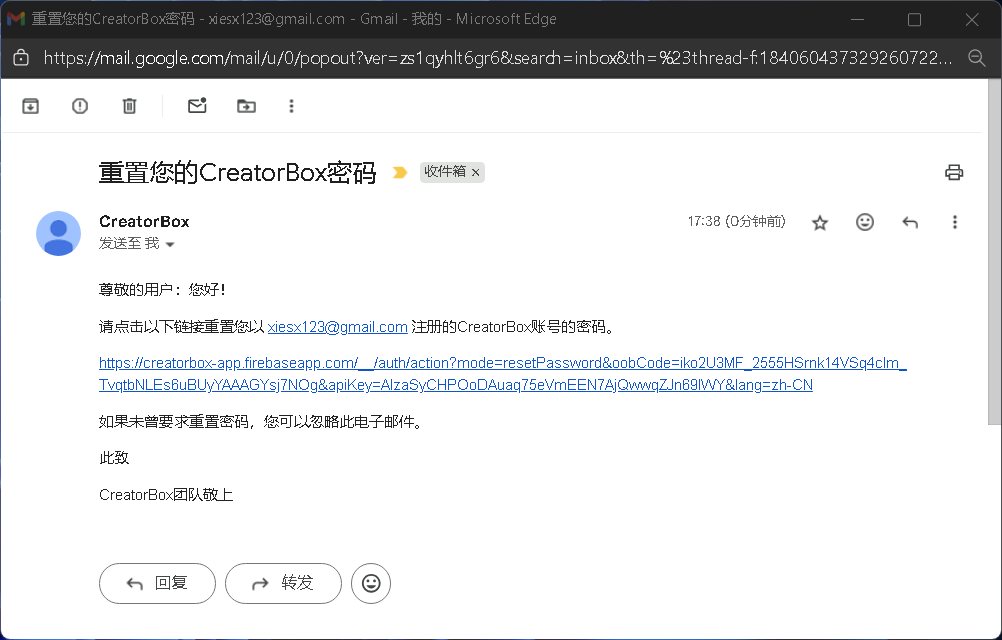 重置您的CreatorBox密码 - xiesx123@gmail.com - Gmail - 我的 - Microsoft Edge
https://mail.google.com/mail/u/0/popout?ver=zs1qyhlt6gr6&search=inbox&th=%23thread-f:184060437329260722...
重置您的CreatorBox密码 收件箱 ×
CreatorBox 17:38 (0分钟前)
发送至 我
尊敬的用户：您好！
请点击以下链接重置您以 xiesx123@gmail.com 注册的CreatorBox账号的密码。
https://creatorbox-app.firebaseapp.com/__/auth/action?mode=resetPassword&oobCode=iko2U3MF_2555HSrnk14VSq4cIm_
TvqtbNLEs6uBUyYAAAGYsj7NOg&apiKey=AIzaSyCHPOoDAuaq75eVmEEN7AjQwwqZJn69IWY&lang=zh-CN
如果未曾要求重置密码，您可以忽略此电子邮件。
此致
CreatorBox团队敬上
回复 转发